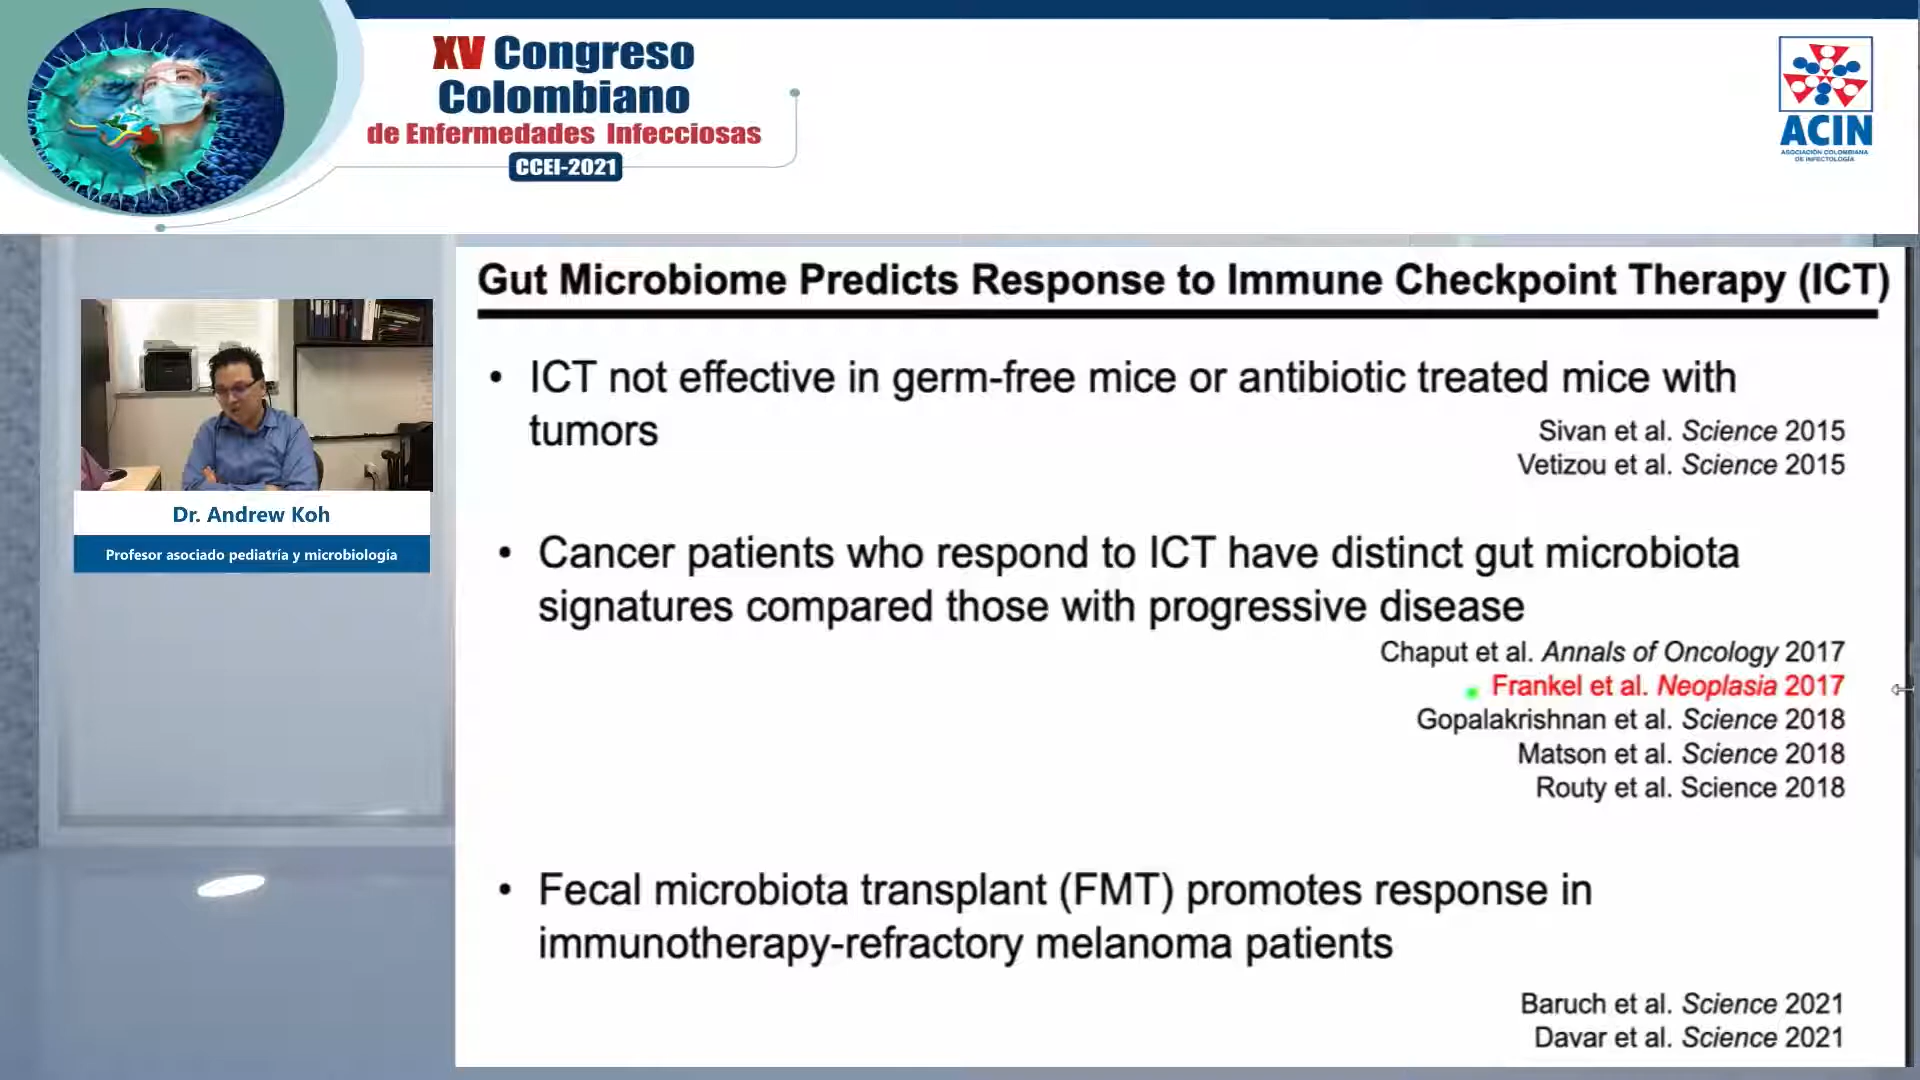 XV Congreso
Colombiano
de Enfermedades Infecciosas
CCEI-2021
ACIN
ASOCIACIÓN COLOMBIANA
DE INFECTOLOGÍA
Dr. Andrew Koh
Profesor asociado pediatría y microbiología
Gut Microbiome Predicts Response to Immune Checkpoint Therapy (ICT)
• ICT not effective in germ-free mice or antibiotic treated mice with
tumors
Sivan et al. Science 2015
Vetizou et al. Science 2015
• Cancer patients who respond to ICT have distinct gut microbiota
signatures compared those with progressive disease
Chaput et al. Annals of Oncology 2017
Frankel et al. Neoplasia 2017
Gopalakrishnan et al. Science 2018
Matson et al. Science 2018
Routy et al. Science 2018
• Fecal microbiota transplant (FMT) promotes response in
immunotherapy-refractory melanoma patients
Baruch et al. Science 2021
Davar et al. Science 2021